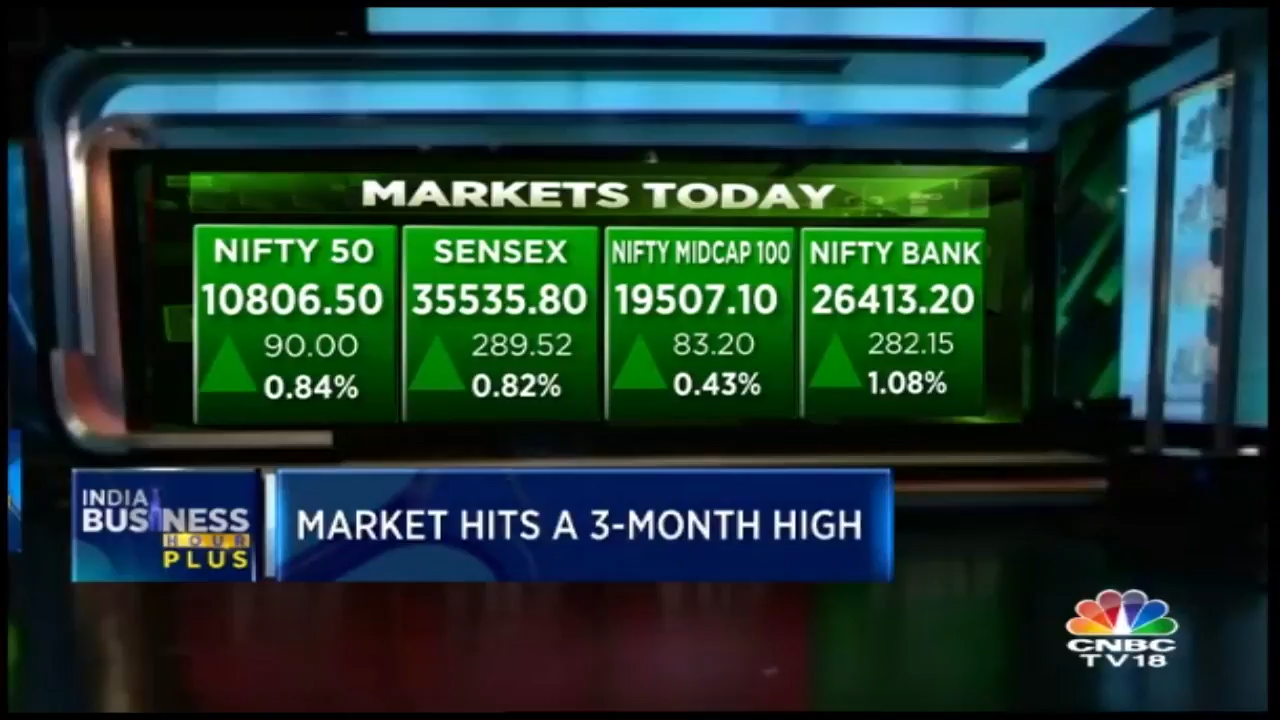 MARKETS TODAY
NIFTY 50
10806.50
90.00
0.84%
SENSEX
35535.80
289.52
0.82%
NIFTY MIDCAP 100
19507.10
83.20
0.43%
NIFTY BANK
26413.20
282.15
1.08%
INDIA
BUSINESS
HOUR
PLUS
MARKET HITS A 3-MONTH HIGH
CNBC
TV18